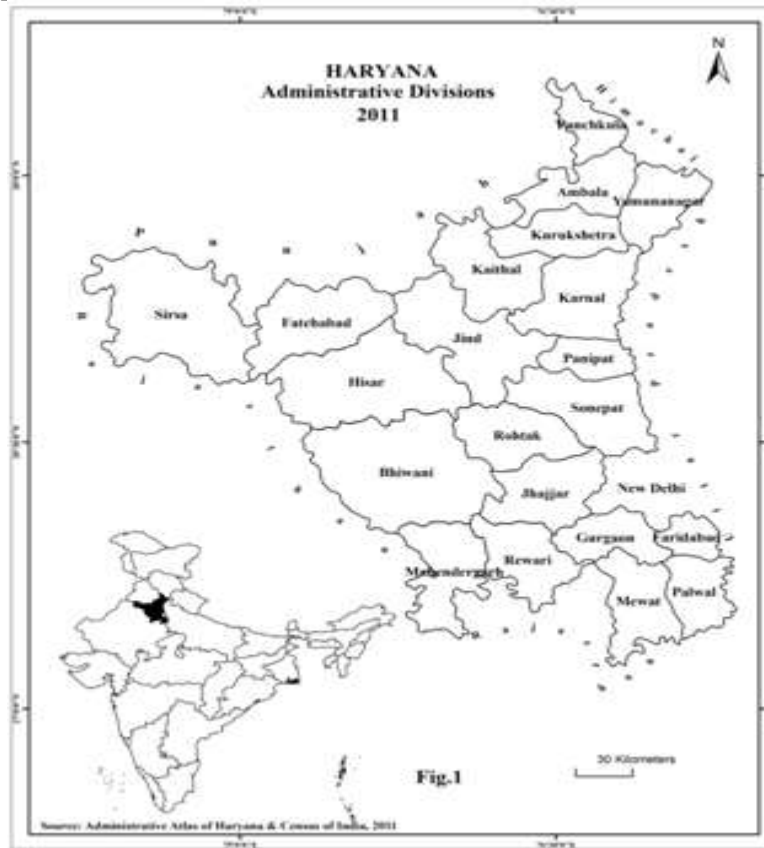 HARYANA
Administrative Divisions
2011
N
Himachal
Panchkula
Ambala
Yamunanagar
Kurukshetra
Kaithal
Karnal
Punjab
Sirsa
Fatehabad
Jind
Panipat
Hisar
Sonepat
Rohtak
Bhiwani
Jhajjar
New Delhi
Gurgaon
Faridabad
Mahendergarh
Rewari
Mewat
Palwal
30 Kilometers
Fig.1
Source: Administrative Atlas of Haryana & Census of India, 2011